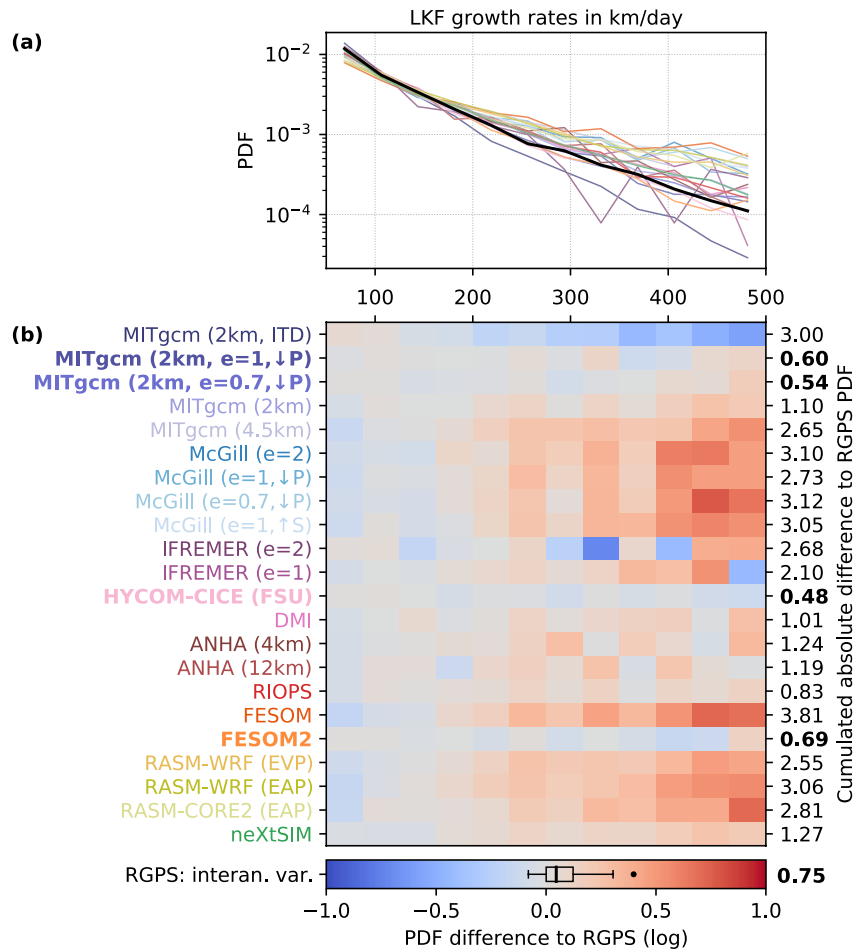 LKF growth rates in km/day
(a)
PDF
10⁻²
10⁻³
10⁻⁴
100 200 300 400 500
(b)
MITgcm (2km, ITD) 3.00
MITgcm (2km, e=1,↓P) 0.60
MITgcm (2km, e=0.7,↓P) 0.54
MITgcm (2km) 1.10
MITgcm (4.5km) 2.65
McGill (e=2) 3.10
McGill (e=1,↓P) 2.73
McGill (e=0.7,↓P) 3.12
McGill (e=1,↑S) 3.05
IFREMER (e=2) 2.68
IFREMER (e=1) 2.10
HYCOM-CICE (FSU) 0.48
DMI 1.01
ANHA (4km) 1.24
ANHA (12km) 1.19
RIOPS 0.83
FESOM 3.81
FESOM2 0.69
RASM-WRF (EVP) 2.55
RASM-WRF (EAP) 3.06
RASM-CORE2 (EAP) 2.81
neXtSIM 1.27
Cumulated absolute difference to RGPS PDF
RGPS: interan. var. 0.75
−1.0 −0.5 0.0 0.5 1.0
PDF difference to RGPS (log)